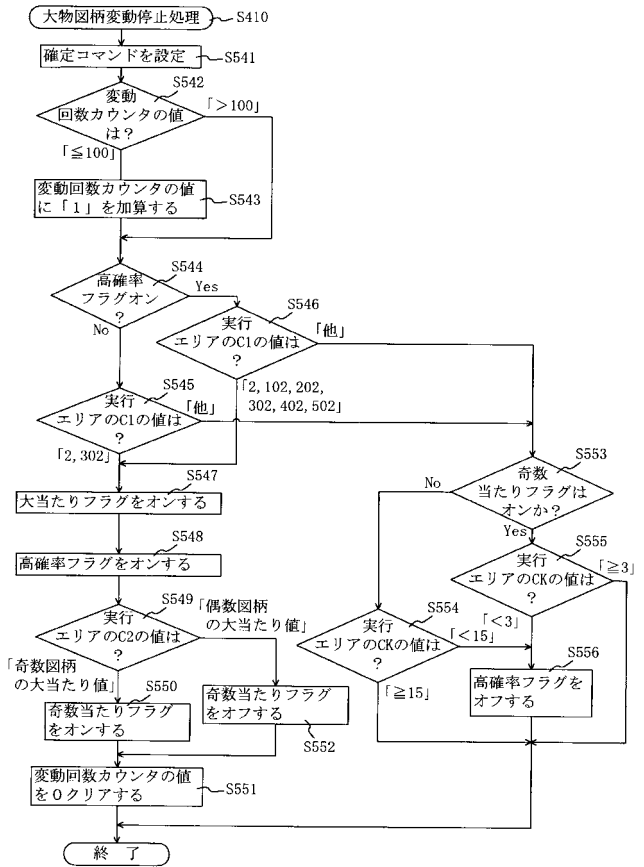 大物図柄変動停止処理
S410
確定コマンドを設定
S541
S542
変動
回数カウンタの値
は？
「＞100」
「≦100」
変動回数カウンタの値
に「1」を加算する
S543
S544
高確率
フラグオン
？
Yes
No
S546
実行
エリアのC1の値は
？
「他」
「2,102,202,
302,402,502」
S545
実行
エリアのC1の値は
？
「他」
「2,302」
S547
大当たりフラグをオンする
S548
高確率フラグをオンする
S549
実行
エリアのC2の値は
？
「偶数図柄
の大当たり値」
「奇数図柄
の大当たり値」
S550
奇数当たりフラグ
をオンする
奇数当たりフラグ
をオフする
S552
変動回数カウンタの値
を０クリアする
S551
終 了
S553
奇数
当たりフラグは
オンか？
No
Yes
S555
実行
エリアのCKの値は
？
「≧3」
「＜3」
S554
実行
エリアのCKの値は
？
「＜15」
「≧15」
S556
高確率フラグを
オフする